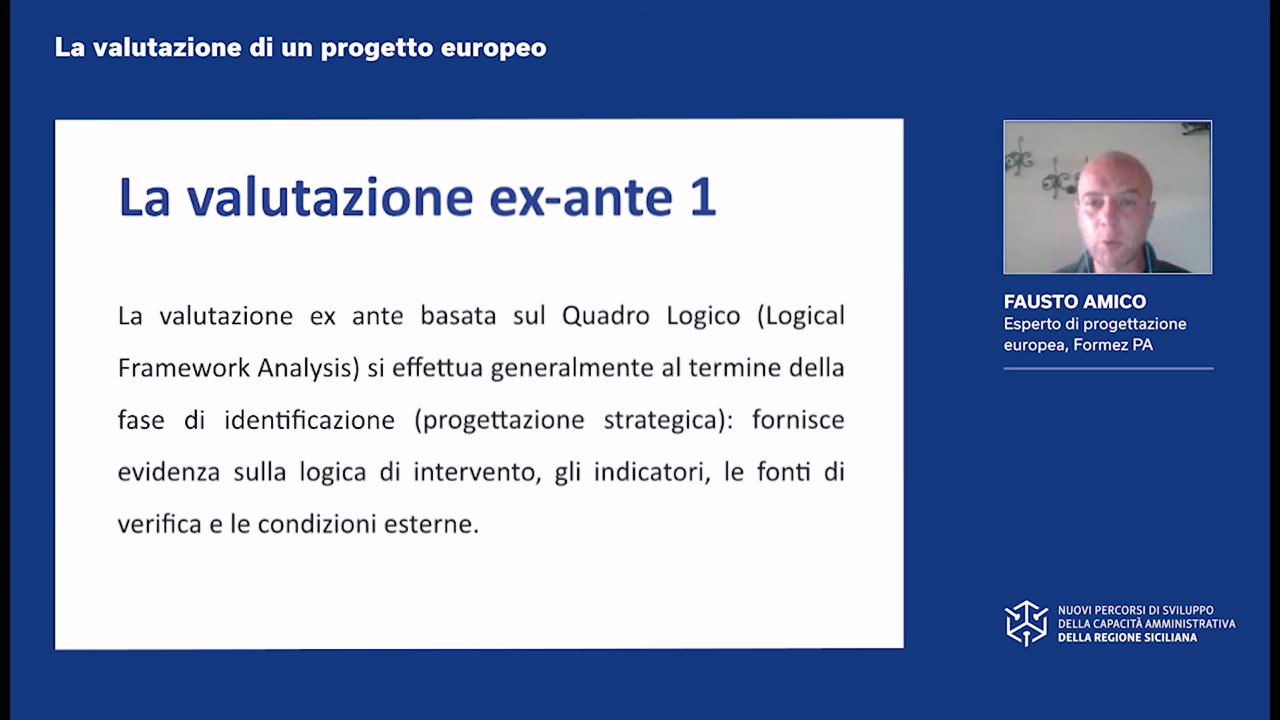 La valutazione di un progetto europeo
La valutazione ex-ante 1
La valutazione ex ante basata sul Quadro Logico (Logical
Framework Analysis) si effettua generalmente al termine della
fase di identificazione (progettazione strategica): fornisce
evidenza sulla logica di intervento, gli indicatori, le fonti di
verifica e le condizioni esterne.
FAUSTO AMICO
Esperto di progettazione
europea, Formez PA
NUOVI PERCORSI DI SVILUPPO
DELLA CAPACITÀ AMMINISTRATIVA
DELLA REGIONE SICILIANA